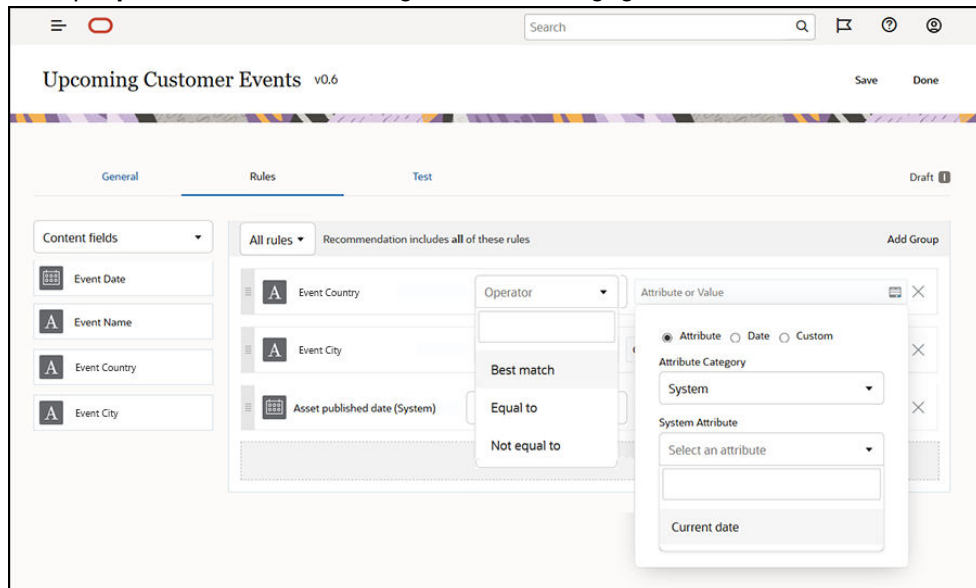 Search
Upcoming Customer Events v0.6
Save Done
General Rules Test
Draft
Content fields
All rules Recommendation includes all of these rules
Add Group
Event Date
A Event Name
A Event Country
A Event City
A Event Country
Operator
Attribute or Value
A Event City
Asset published date (System)
Best match
Equal to
Not equal to
Attribute Date Custom
Attribute Category
System
System Attribute
Select an attribute
Current date